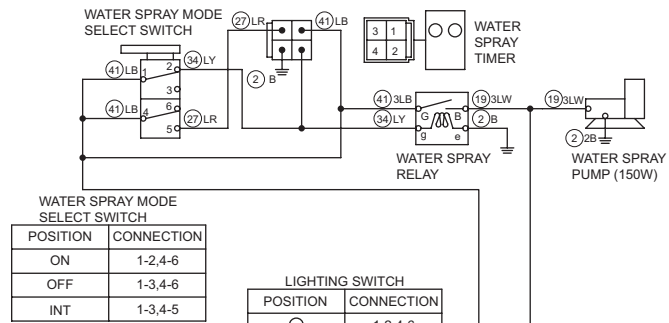 WATER SPRAY MODE
SELECT SWITCH
27 LR
41 LB
3 1
4 2
WATER
SPRAY
TIMER
41 LB
1
2
34 LY
3
2 B
41 LB
4
6
5
27 LR
41 3LB
G
B
19 3LW
34 LY
g
e
2 B
WATER SPRAY
RELAY
19 3LW
2 2B
WATER SPRAY
PUMP (150W)
WATER SPRAY MODE
SELECT SWITCH
POSITION CONNECTION
ON 1-2,4-6
OFF 1-3,4-6
INT 1-3,4-5
LIGHTING SWITCH
POSITION CONNECTION